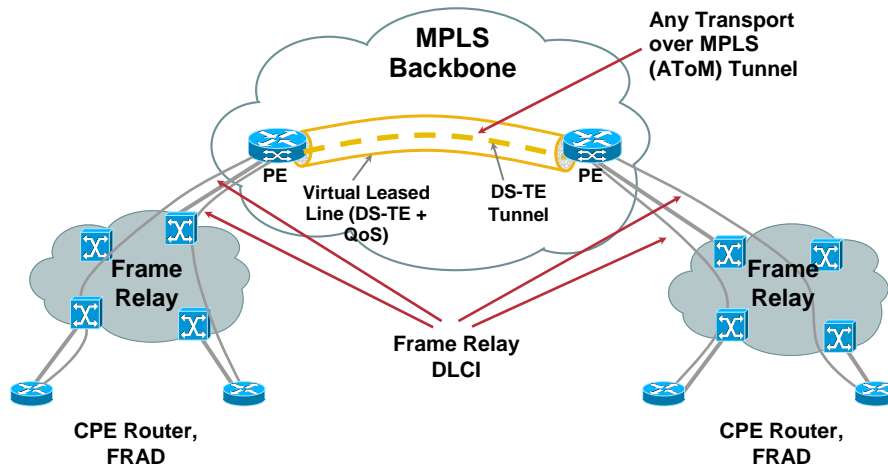 Any Transport
over MPLS
(AToM) Tunnel
MPLS
Backbone
PE
PE
Virtual Leased
Line (DS-TE +
QoS)
DS-TE
Tunnel
Frame
Relay
Frame
Relay
Frame Relay
DLCI
CPE Router,
FRAD
CPE Router,
FRAD